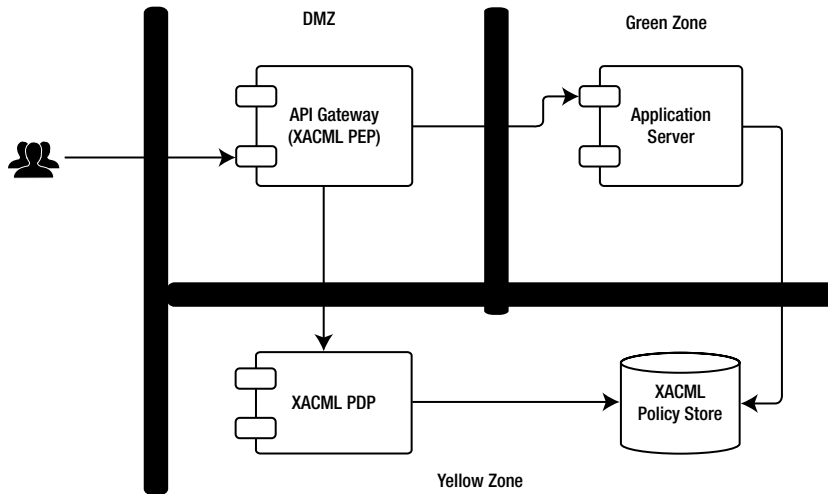 DMZ
Green Zone
API Gateway
(XACML PEP)
Application
Server
XACML PDP
XACML
Policy Store
Yellow Zone